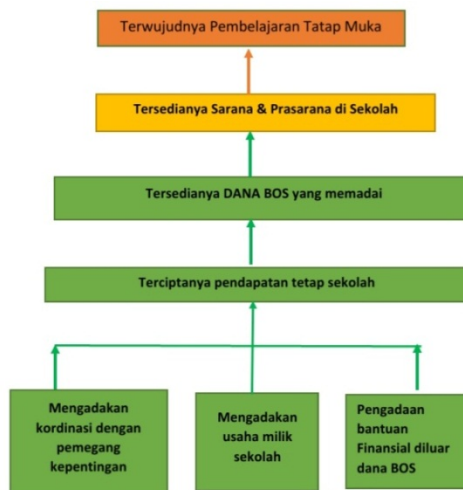 Terwujudnya Pembelajaran Tatap Muka
Tersedianya Sarana & Prasarana di Sekolah
Tersedianya DANA BOS yang memadai
Terciptanya pendapatan tetap sekolah
Mengadakan
kordinasi dengan
pemegang
kepentingan
Mengadakan
usaha milik
sekolah
Pengadaan
bantuan
Finansial diluar
dana BOS